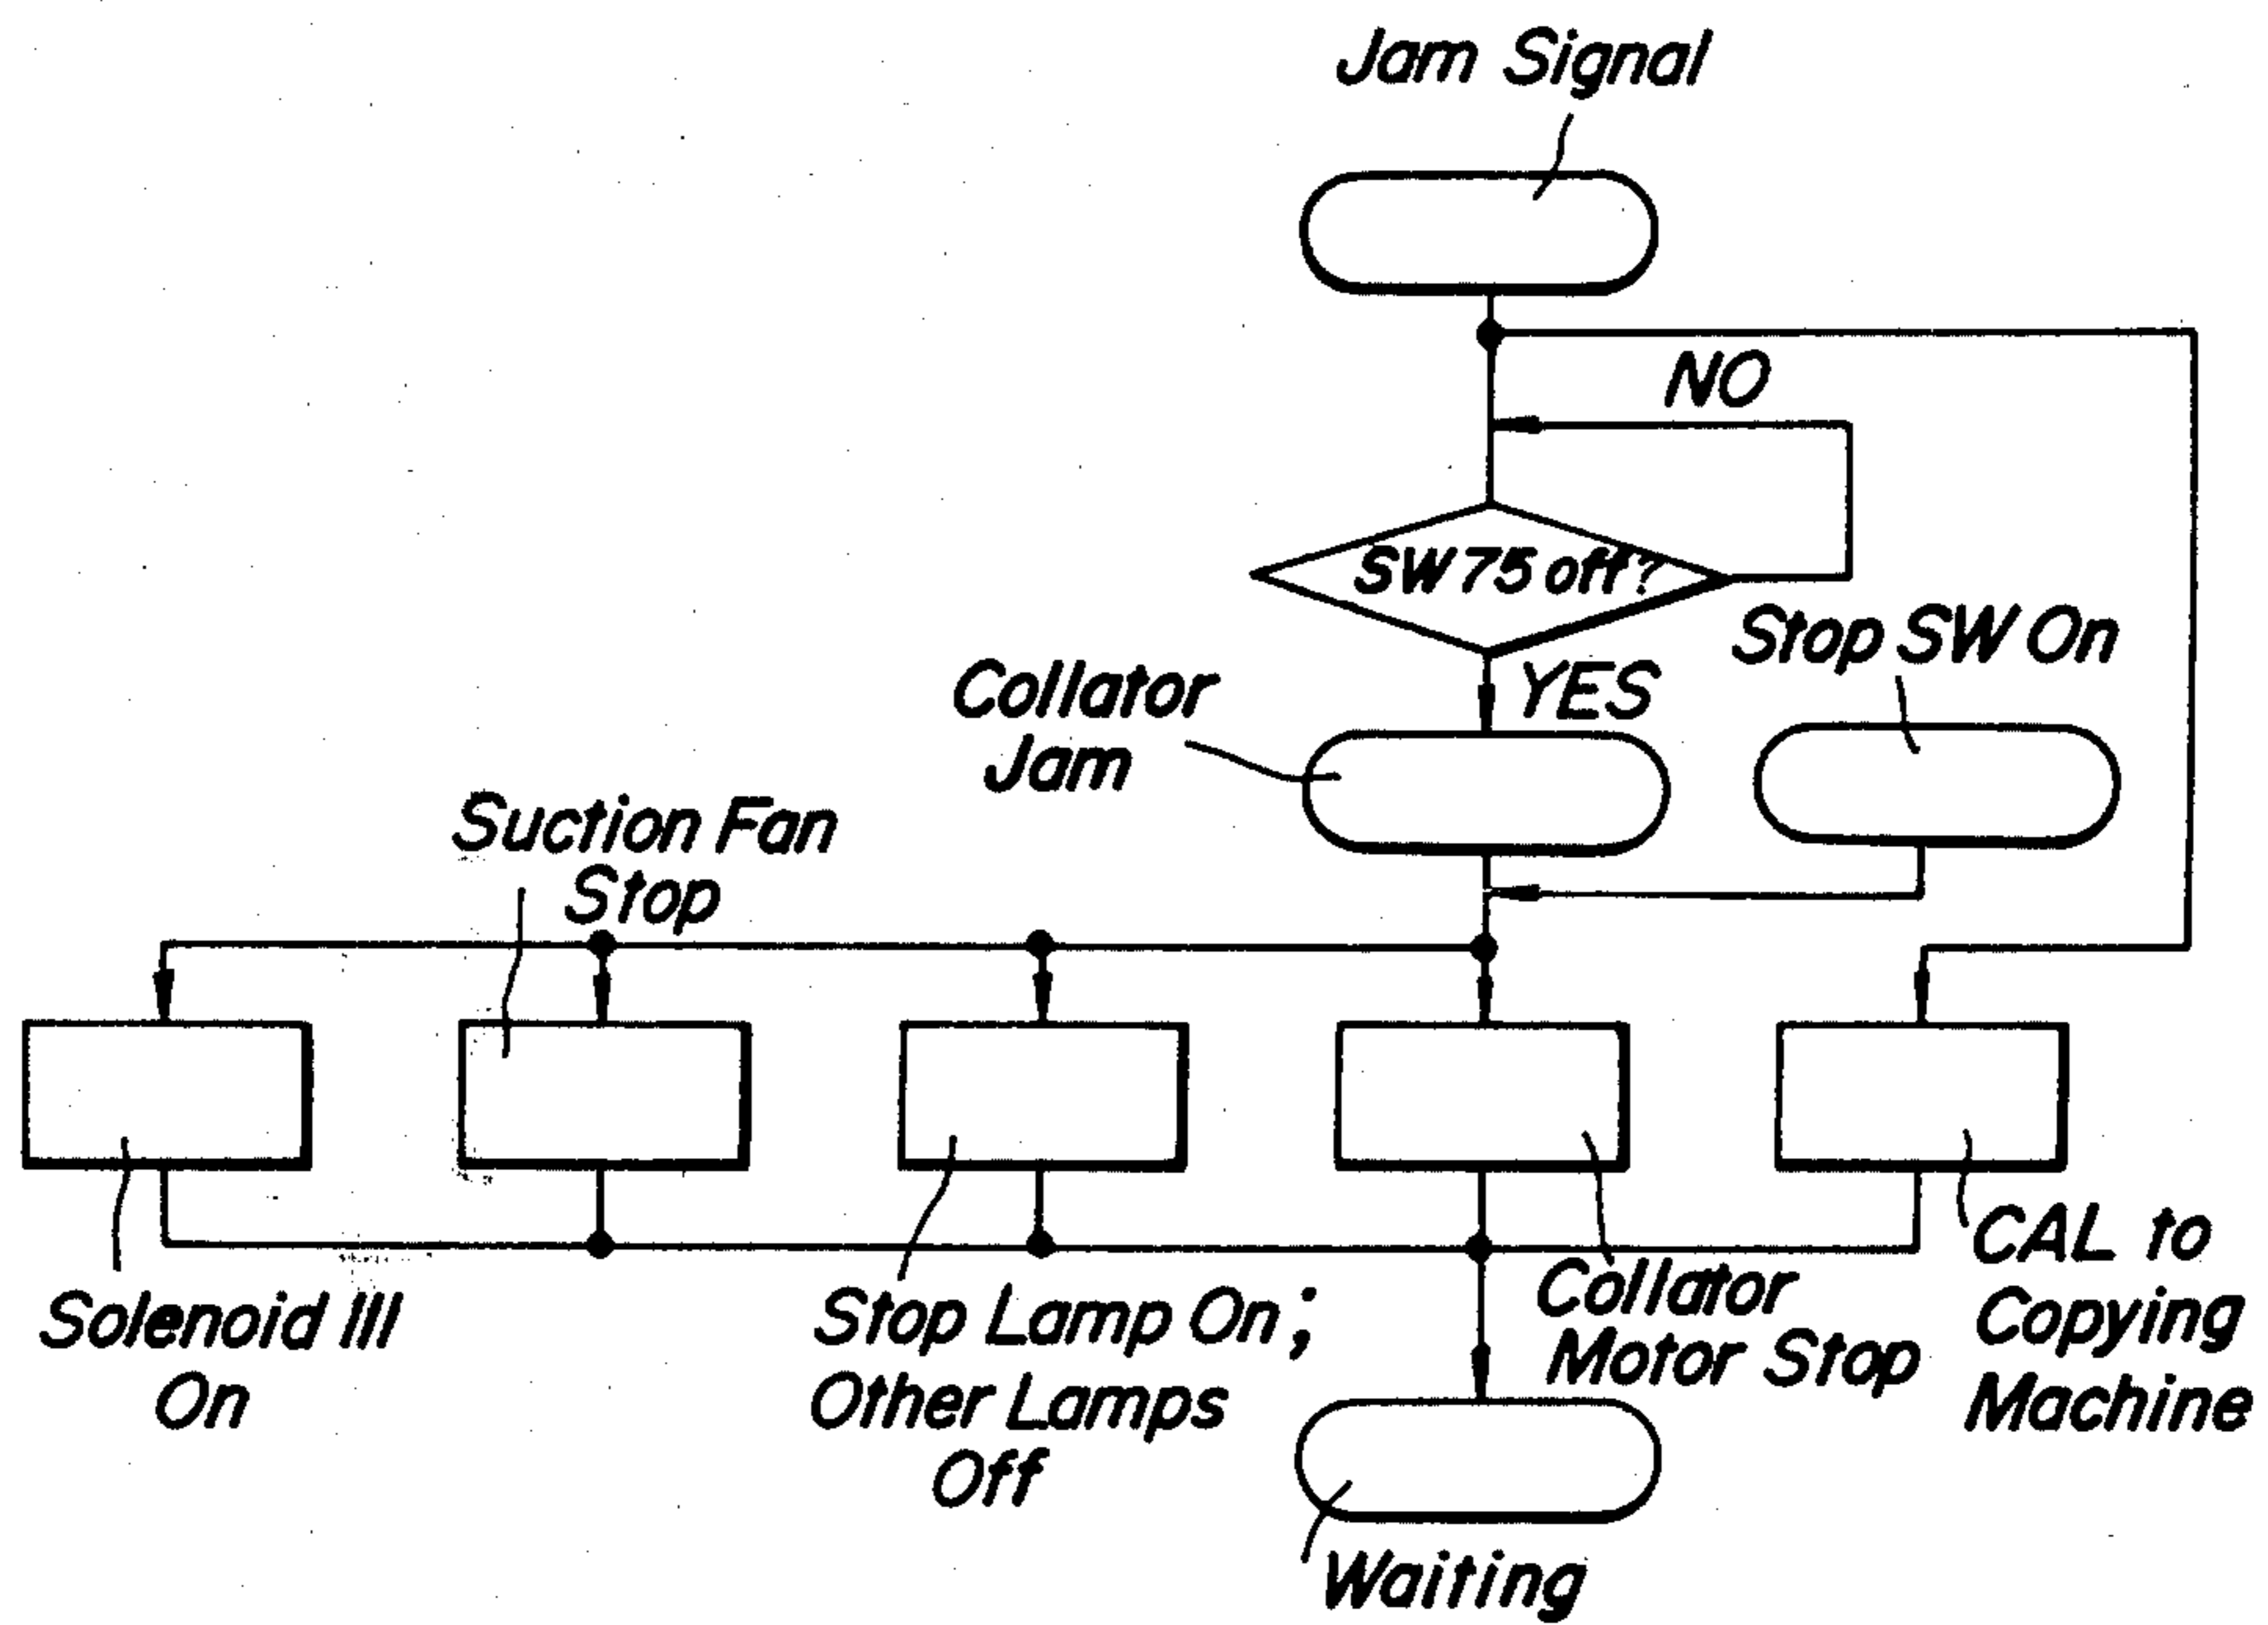 Jam Signal
NO
SW75 off?
YES
Stop SW On
Collator
Jam
Suction Fan
Stop
Solenoid III
On
Stop Lamp On;
Other Lamps
Off
Collator
Motor Stop
CAL to
Copying
Machine
Waiting